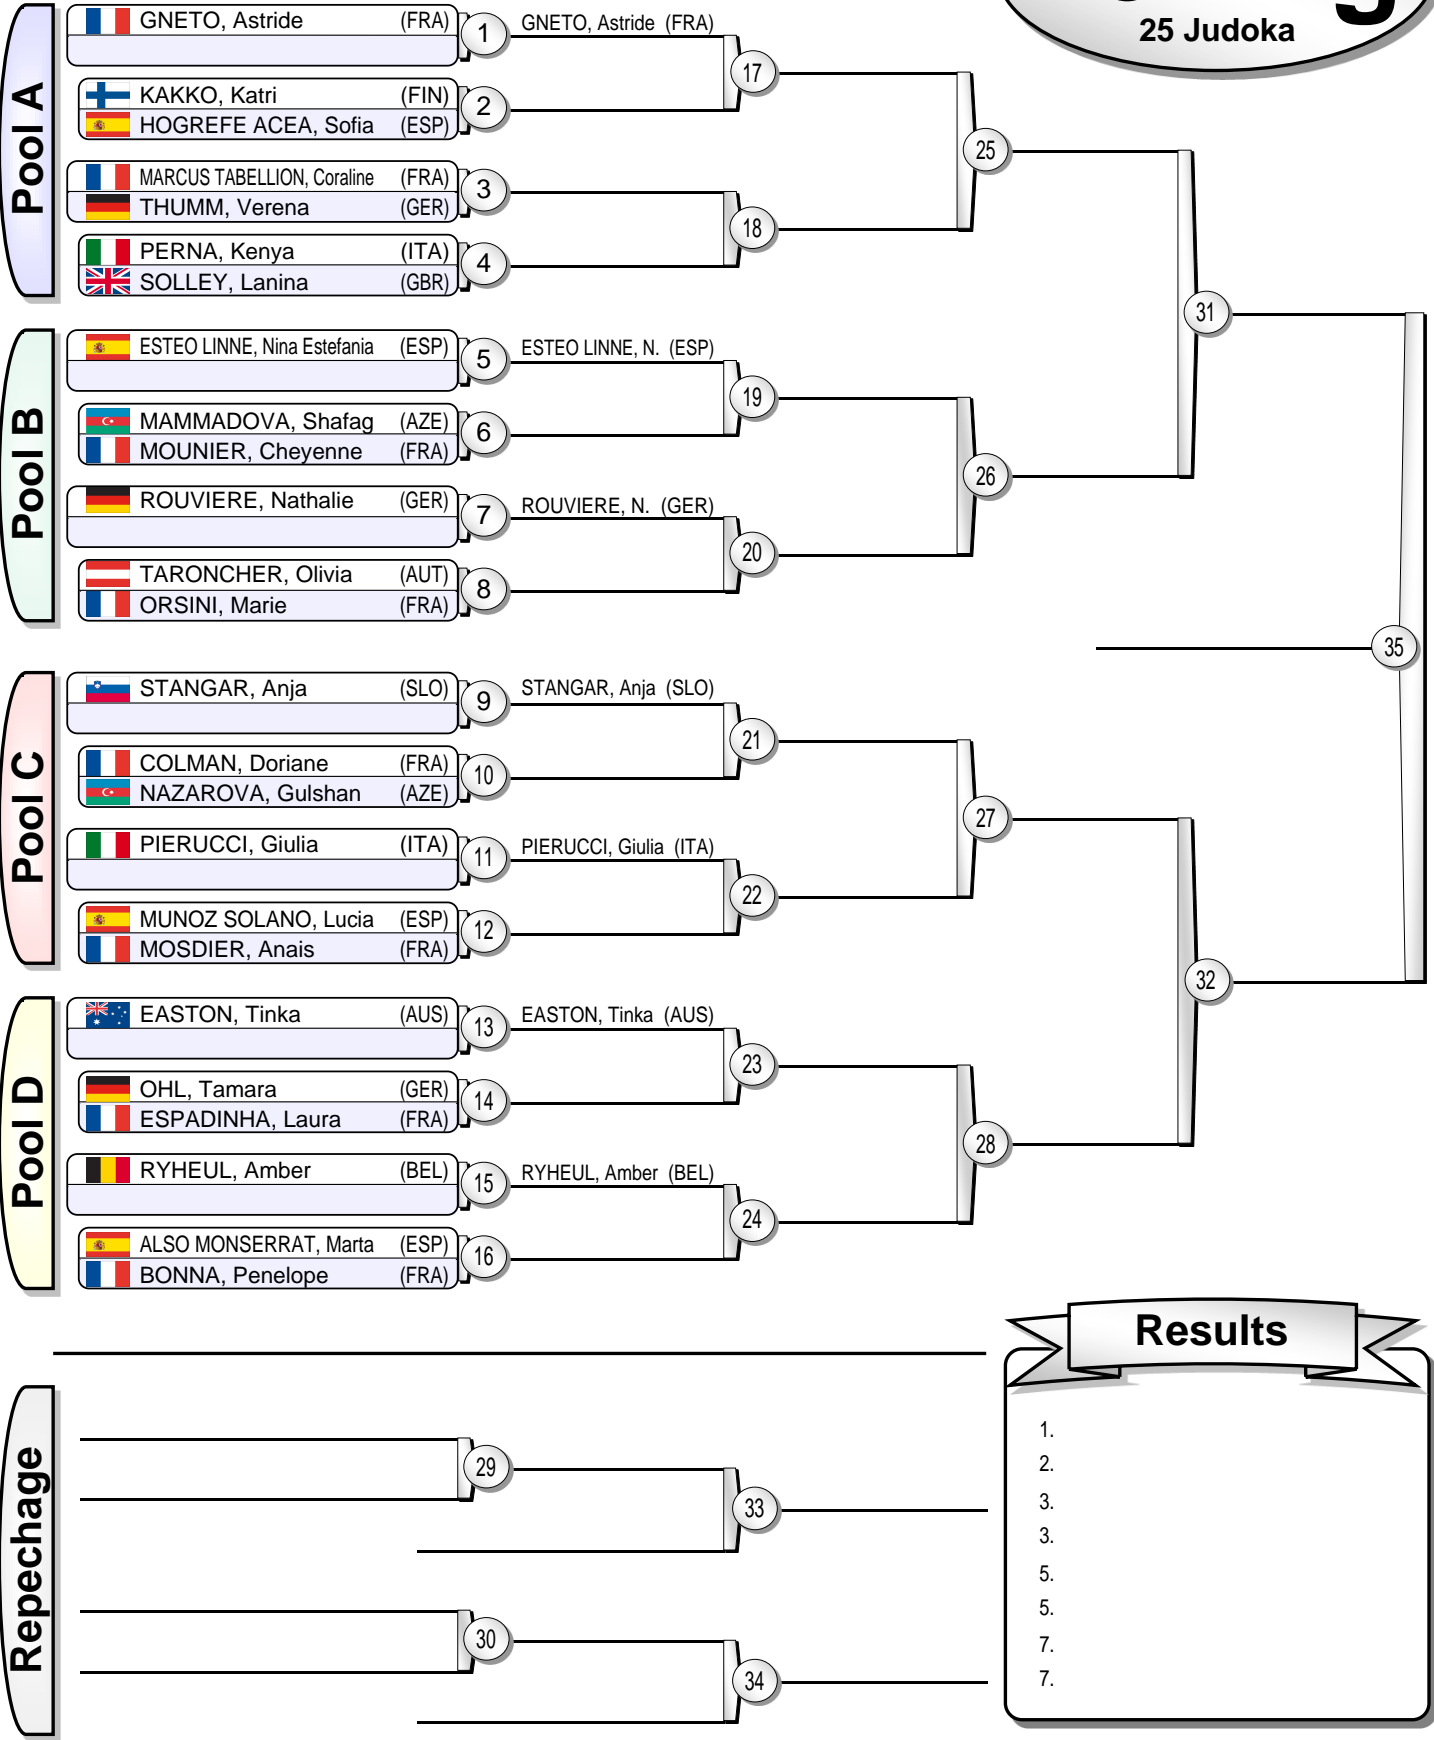 25 Judoka
Pool A
GNETO, Astride (FRA) 1 GNETO, Astride (FRA)
17
KAKKO, Katri (FIN)
HOGREFE ACEA, Sofia (ESP) 2
25
MARCUS TABELLION, Coraline (FRA)
THUMM, Verena (GER) 3
18
PERNA, Kenya (ITA)
SOLLEY, Lanina (GBR) 4
31
Pool B
ESTEO LINNE, Nina Estefania (ESP) 5 ESTEO LINNE, N. (ESP)
19
MAMMADOVA, Shafag (AZE)
MOUNIER, Cheyenne (FRA) 6
26
ROUVIERE, Nathalie (GER) 7 ROUVIERE, N. (GER)
20
TARONCHER, Olivia (AUT)
ORSINI, Marie (FRA) 8
35
Pool C
STANGAR, Anja (SLO) 9 STANGAR, Anja (SLO)
21
COLMAN, Doriane (FRA)
NAZAROVA, Gulshan (AZE) 10
27
PIERUCCI, Giulia (ITA) 11 PIERUCCI, Giulia (ITA)
22
MUNOZ SOLANO, Lucia (ESP)
MOSDIER, Anais (FRA) 12
32
Pool D
EASTON, Tinka (AUS) 13 EASTON, Tinka (AUS)
23
OHL, Tamara (GER)
ESPADINHA, Laura (FRA) 14
28
RYHEUL, Amber (BEL) 15 RYHEUL, Amber (BEL)
24
ALSO MONSERRAT, Marta (ESP)
BONNA, Penelope (FRA) 16
Repechage
29
33
30
34
Results
1.
2.
3.
3.
5.
5.
7.
7.